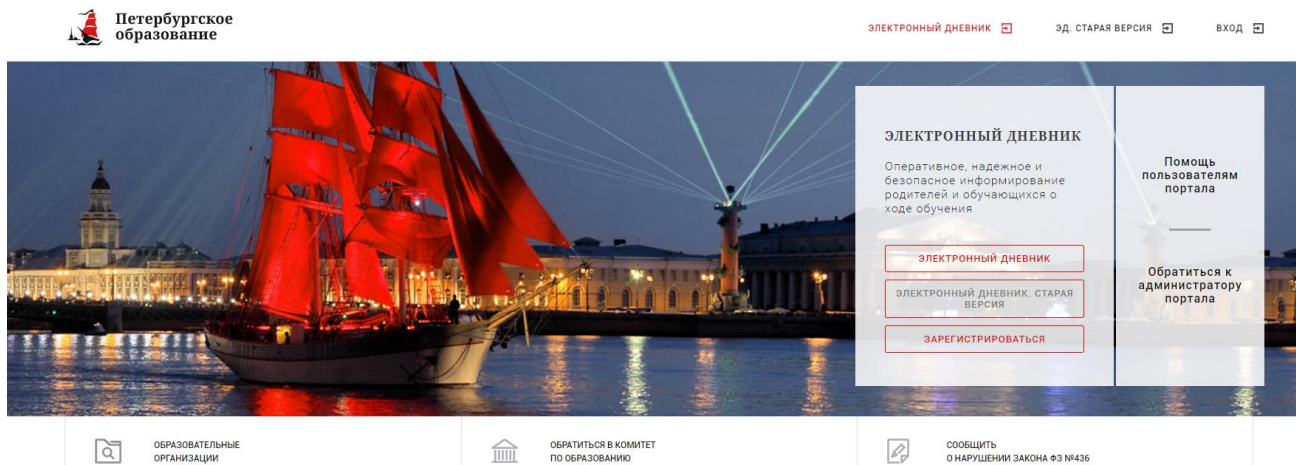 Петербургское
образование
ЭЛЕКТРОННЫЙ ДНЕВНИК
ЭД. СТАРАЯ ВЕРСИЯ
ВХОД
ЭЛЕКТРОННЫЙ ДНЕВНИК
Оперативное, надежное и
безопасное информирование
родителей и обучающихся о
ходе обучения
ЭЛЕКТРОННЫЙ ДНЕВНИК
ЭЛЕКТРОННЫЙ ДНЕВНИК. СТАРАЯ
ВЕРСИЯ
ЗАРЕГИСТРИРОВАТЬСЯ
Помощь
пользователям
портала
Обратиться к
администратору
портала
ОБРАЗОВАТЕЛЬНЫЕ
ОРГАНИЗАЦИИ
ОБРАТИТЬСЯ В КОМИТЕТ
ПО ОБРАЗОВАНИЮ
СООБЩИТЬ
О НАРУШЕНИИ ЗАКОНА ФЗ №436